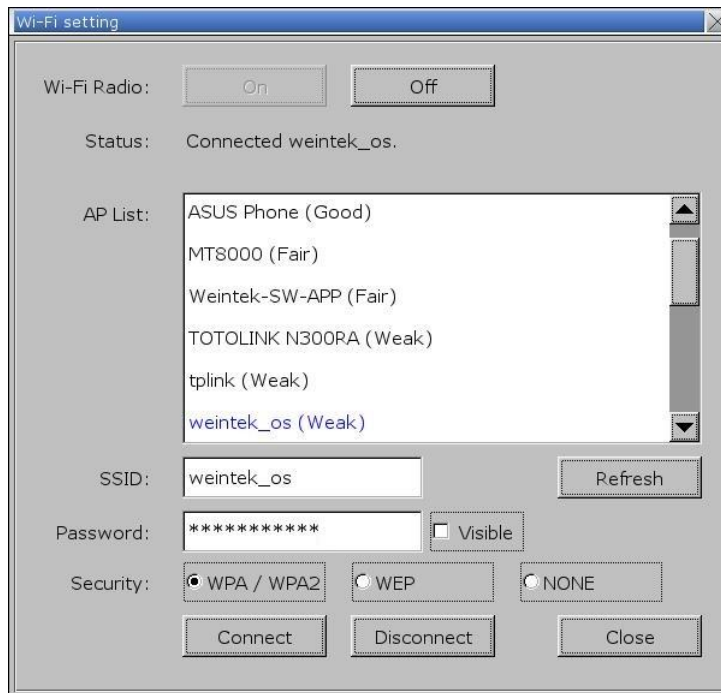 Wi-Fi setting
Wi-Fi Radio: On Off
Status: Connected weintek_os.
AP List: ASUS Phone (Good)
MT8000 (Fair)
Weintek-SW-APP (Fair)
TOTOLINK N300RA (Weak)
tplink (Weak)
weintek_os (Weak)
SSID: weintek_os Refresh
Password: *********** Visible
Security: WPA / WPA2 WEP NONE
Connect Disconnect Close